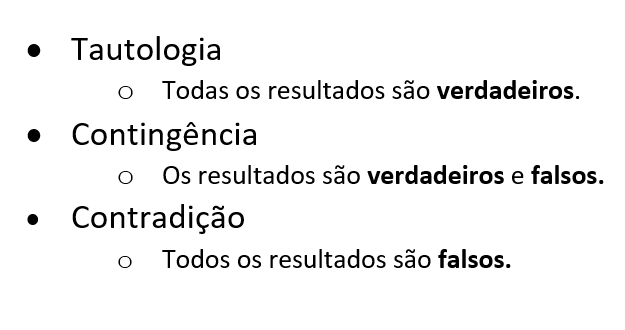 Tautologia
Todas os resultados são verdadeiros.
Contingência
Os resultados são verdadeiros e falsos.
Contradição
Todos os resultados são falsos.